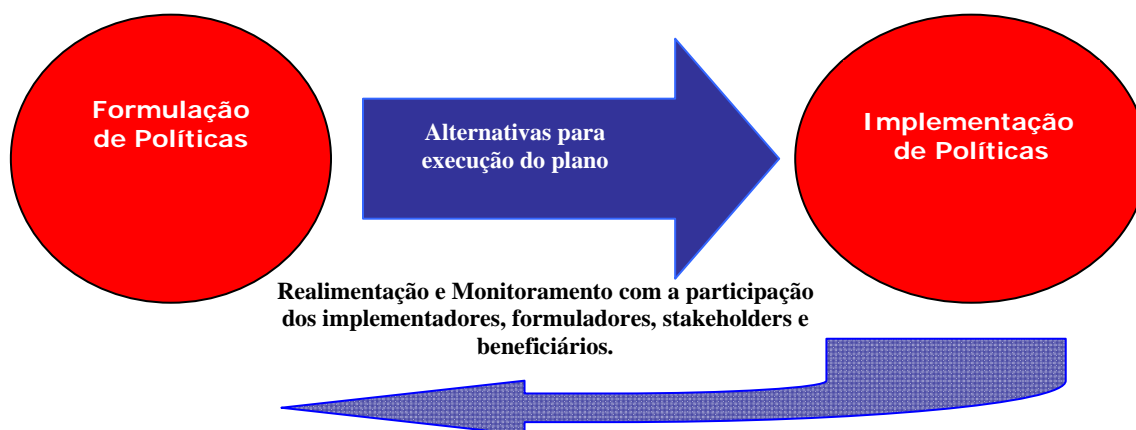 Formulação
de Políticas
Alternativas para
execução do plano
Implementação
de Políticas
Realimentação e Monitoramento com a participação
dos implementadores, formuladores, stakeholders e
beneficiários.